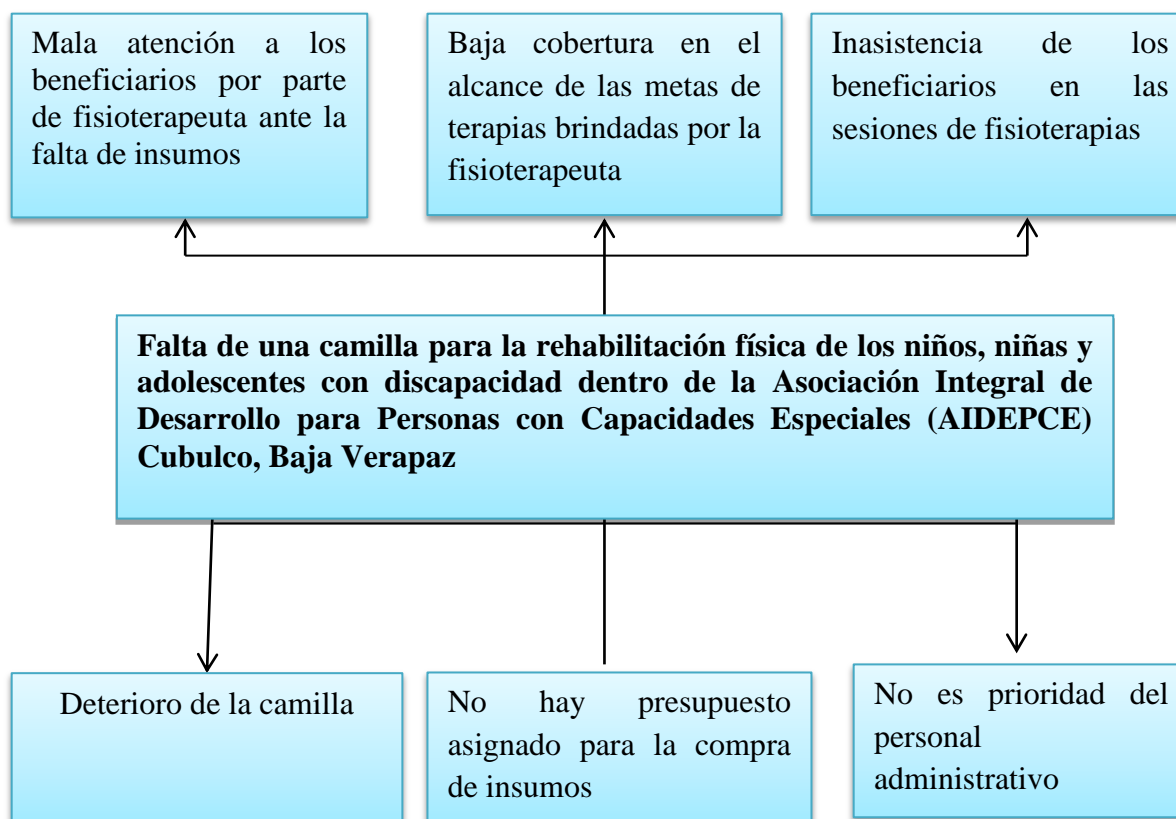 Mala atención a los
beneficiarios por parte
de fisioterapeuta ante la
falta de insumos
Baja cobertura en el
alcance de las metas de
terapias brindadas por la
fisioterapeuta
Inasistencia de los
beneficiarios en las
sesiones de fisioterapias
Falta de una camilla para la rehabilitación física de los niños, niñas y
adolescentes con discapacidad dentro de la Asociación Integral de
Desarrollo para Personas con Capacidades Especiales (AIDEPCE)
Cubulco, Baja Verapaz
Deterioro de la camilla
No hay presupuesto
asignado para la compra
de insumos
No es prioridad del
personal
administrativo